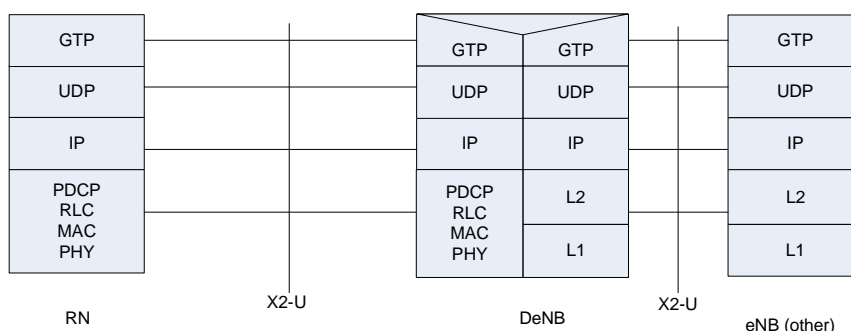 GTP
UDP
IP
PDCP
RLC
MAC
PHY
RN
X2-U
GTP GTP
UDP UDP
IP IP
PDCP
RLC
MAC
PHY
L2
L1
DeNB
X2-U
GTP
UDP
IP
L2
L1
eNB (other)